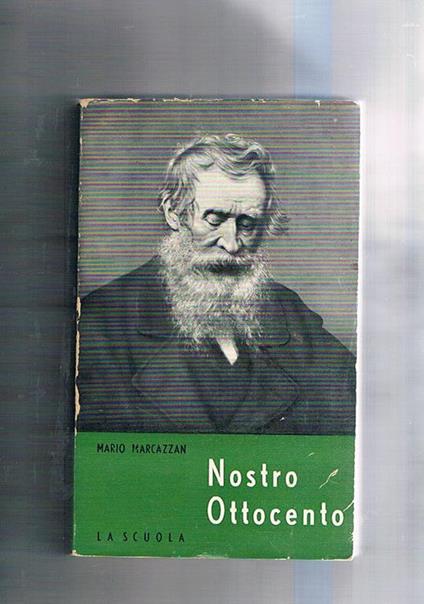 MARIO MARCAZZAN
Nostro
Ottocento
LA SCUOLA